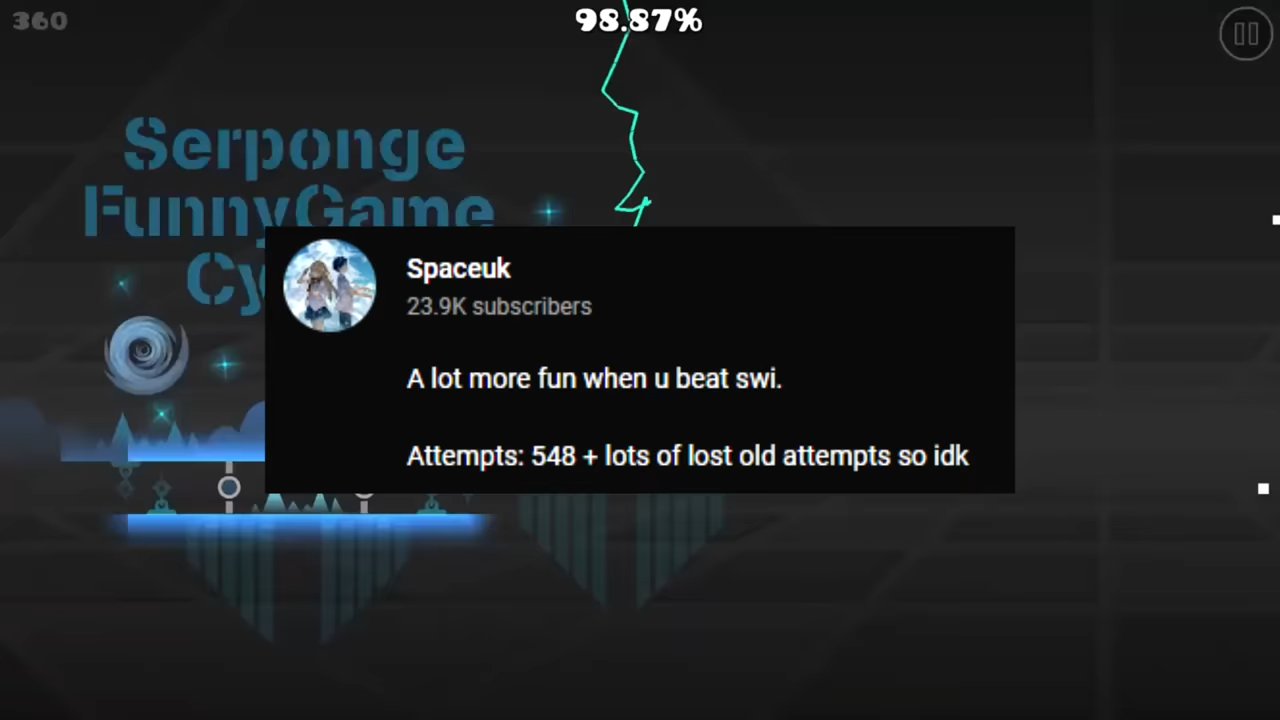 360
98.87%
Serponge
FunnyGame
Cy
Spaceuk
23.9K subscribers
A lot more fun when u beat swi.
Attempts: 548 + lots of lost old attempts so idk